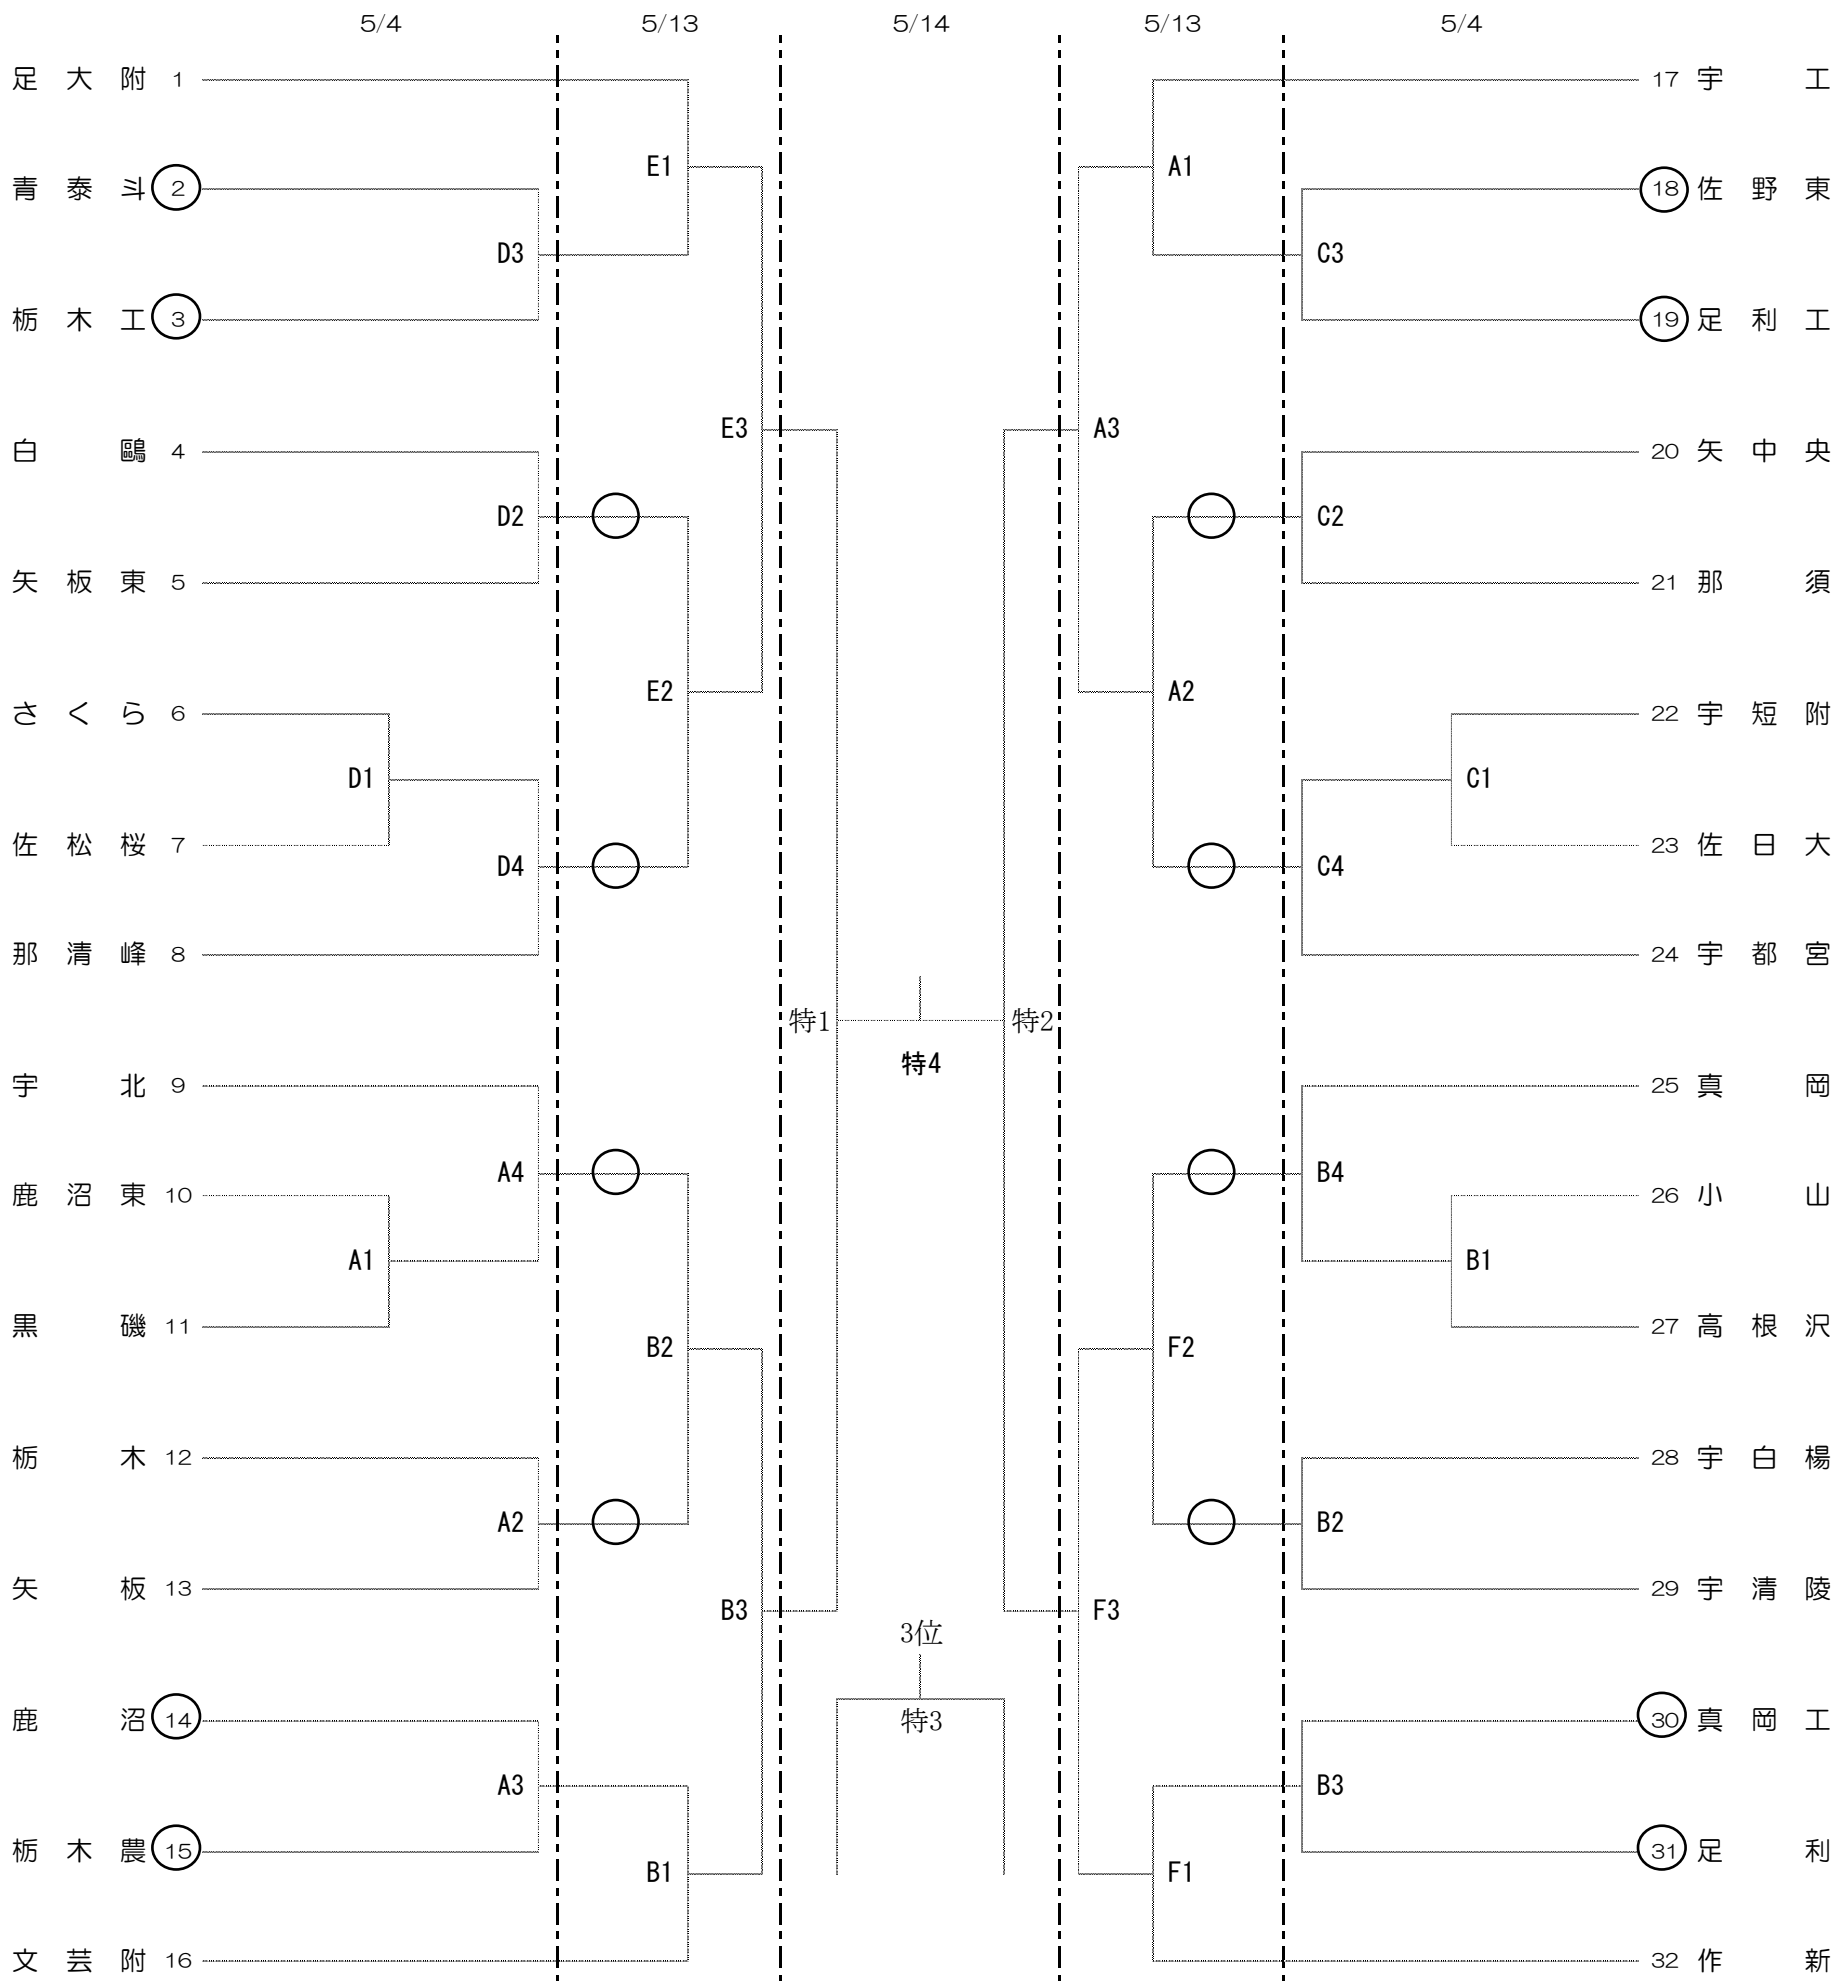 5/4 5/13 5/14 5/13 5/4
足大附 1 17 宇工
E1 A1
青泰斗 2 18 佐野東
D3 C3
栃木工 3 19 足利工
E3 A3
白鷗 4 20 矢中央
D2 C2
矢板東 5 21 那須
E2 A2
さくら 6 22 宇短附
D1 C1
佐松桜 7 23 佐日大
D4 C4
那清峰 8 24 宇都宮
特1 特2
特4
宇北 9 25 真岡
A4 B4
鹿沼東 10 26 小山
A1 B1
黒磯 11 27 高根沢
B2 F2
栃木 12 28 宇白楊
A2 B2
矢板 13 29 宇清陵
B3 F3
3位
鹿沼 14 特3 30 真岡工
A3 B3
栃木農 15 31 足利
B1 F1
文芸附 16 32 作新